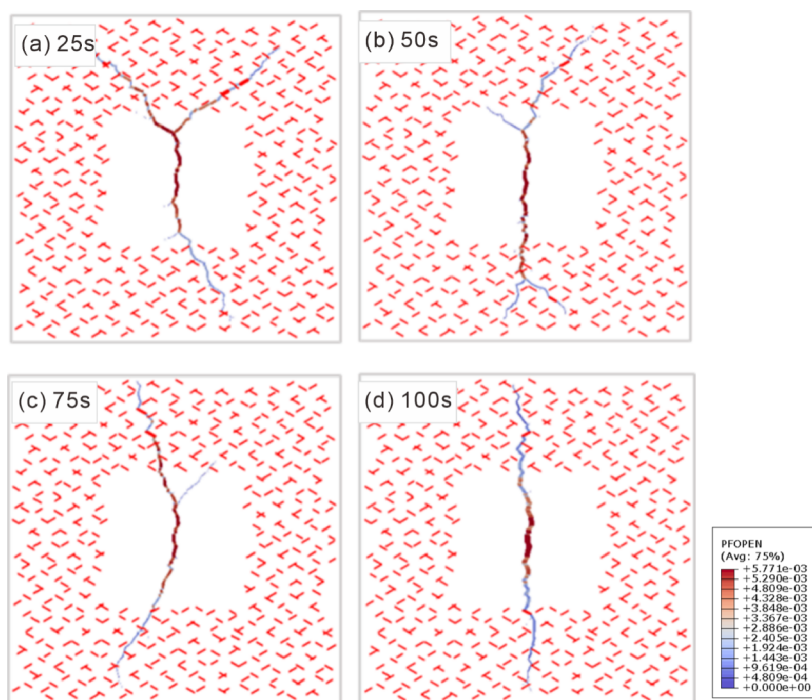 (a) 25s
(b) 50s
(c) 75s
(d) 100s
PFOPEN
(Avg: 75%)
+5.771e-03
+5.290e-03
+4.809e-03
+4.328e-03
+3.848e-03
+3.367e-03
+2.886e-03
+2.405e-03
+1.924e-03
+1.443e-03
+9.619e-04
+4.809e-04
+0.000e+00